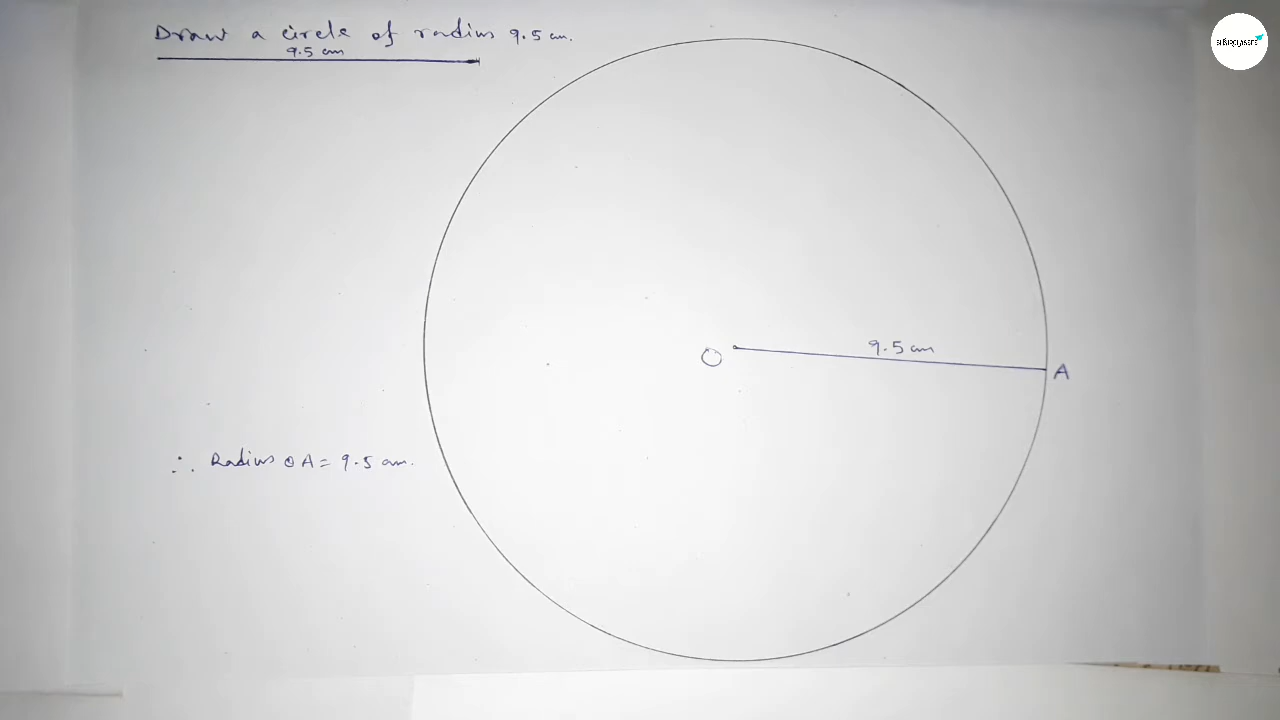 Draw a circle of radius 9.5 cm.
9.5 cm
O
9.5 cm
A
∴ Radius OA = 9.5 cm.